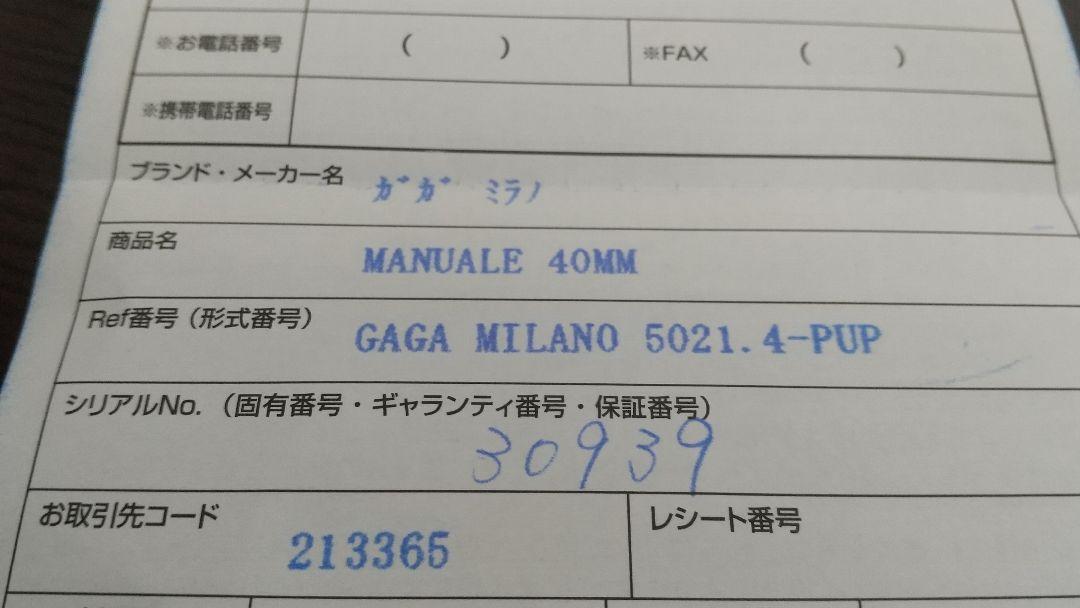 ※お電話番号 ( ) ※FAX ( )
※携帯電話番号
ブランド・メーカー名 ガガ ミラノ
商品名 MANUALE 40MM
Ref番号(形式番号) GAGA MILANO 5021.4-PUP
シリアルNo.(固有番号・ギャランティ番号・保証番号)
30939
お取引先コード 213365 レシート番号